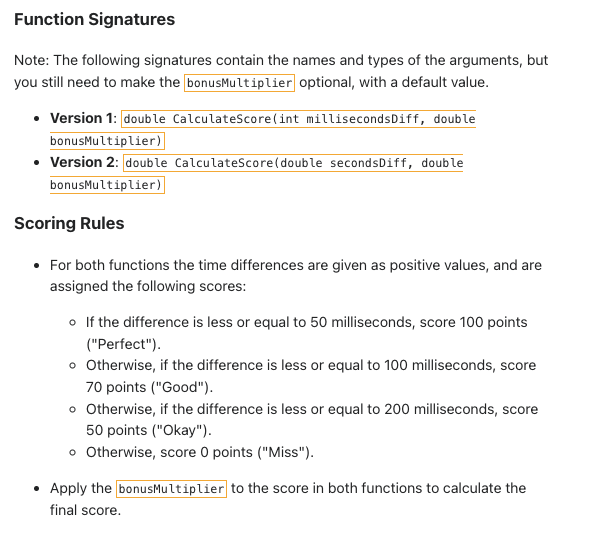 Function Signatures
Note: The following signatures contain the names and types of the arguments, but
you still need to make the bonusMultiplier optional, with a default value.
• Version 1: double CalculateScore(int millisecondsDiff, double
bonusMultiplier)
• Version 2: double CalculateScore(double secondsDiff, double
bonusMultiplier)
Scoring Rules
• For both functions the time differences are given as positive values, and are
assigned the following scores:
◦ If the difference is less or equal to 50 milliseconds, score 100 points
("Perfect").
◦ Otherwise, if the difference is less or equal to 100 milliseconds, score
70 points ("Good").
◦ Otherwise, if the difference is less or equal to 200 milliseconds, score
50 points ("Okay").
◦ Otherwise, score 0 points ("Miss").
• Apply the bonusMultiplier to the score in both functions to calculate the
final score.